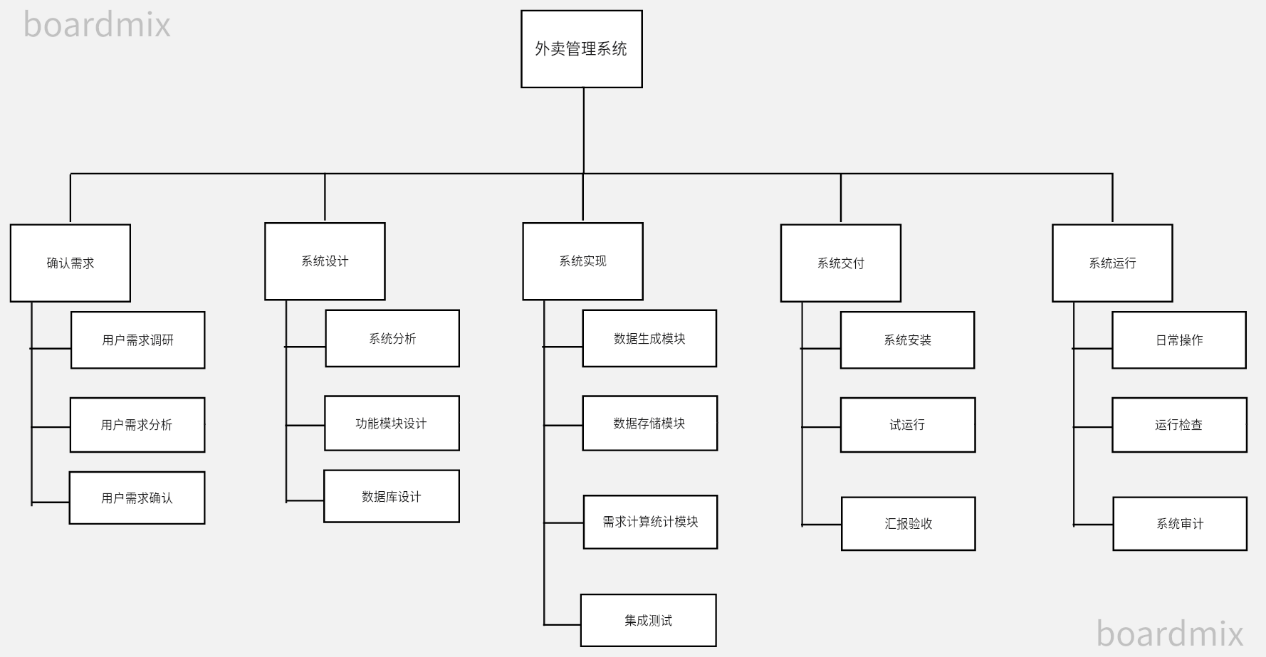 boardmix
外卖管理系统
确认需求
系统设计
系统实现
系统交付
系统运行
用户需求调研
系统分析
数据生成模块
系统安装
日常操作
用户需求分析
功能模块设计
数据存储模块
试运行
运行检查
用户需求确认
数据库设计
需求计算统计模块
汇报验收
系统审计
集成测试
boardmix